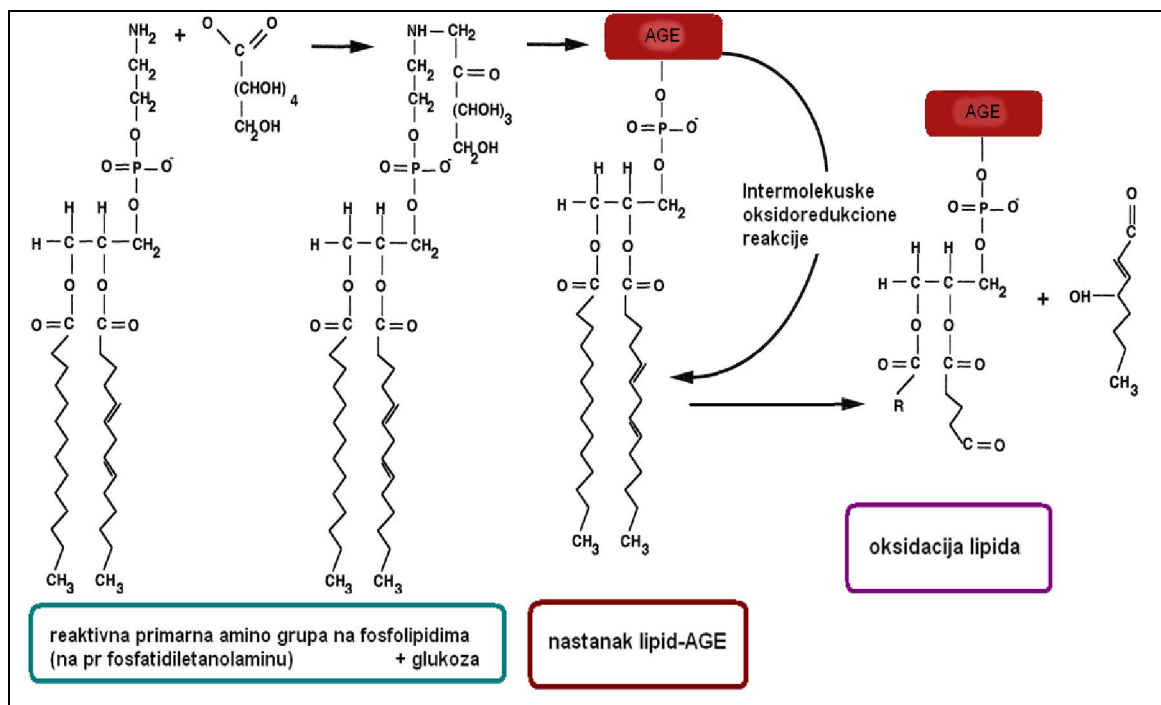 NH2 + O O
C
CH2
(CHOH)4
CH2
CH2OH
O
O=P–O-
O
H H
H C C CH2
O O
O=C C=O
CH3 CH3
NH–CH2
CH2 C=O
CH2 (CHOH)3
O CH2OH
O=P–O-
O
H H
H C C CH2
O O
O=C C=O
CH3 CH3
AGE
O
O=P–O-
O
H H
H C C CH2
O O
O=C C=O
CH3 CH3
Intermolekuske
oksidoredukcione
reakcije
AGE
O
O=P–O-
O
H H
H–C C CH2
O O
C C=O
O R
C=O
+
O
C
HO
CH3
reaktivna primarna amino grupa na fosfolipidima
(na pr fosfatidiletanolaminu) + glukoza
nastanak lipid-AGE
oksidacija lipida